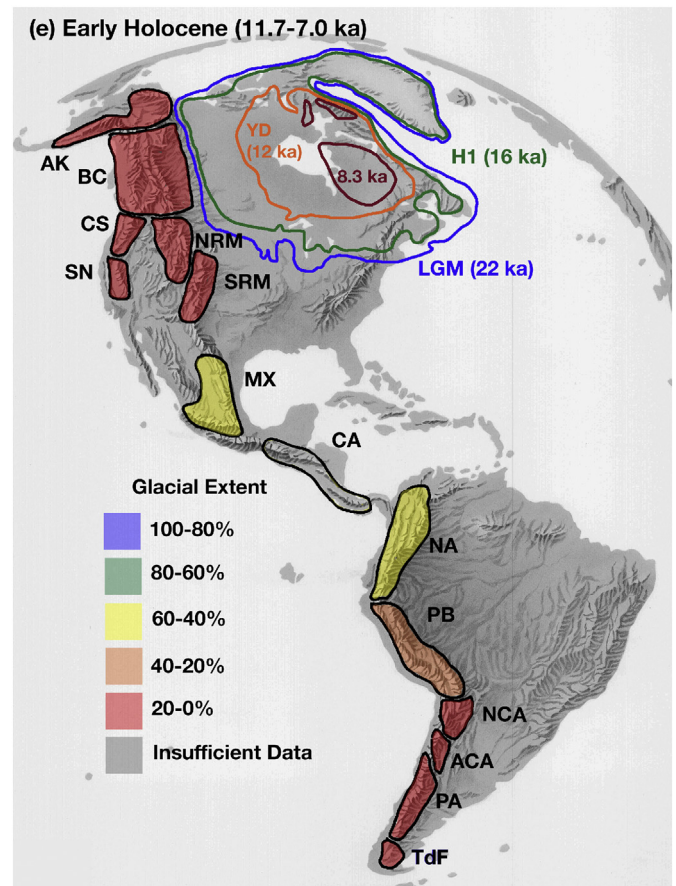 (e) Early Holocene (11.7-7.0 ka)
YD
(12 ka)
H1 (16 ka)
AK
BC
8.3 ka
CS
NRM
SN
SRM
LGM (22 ka)
MX
CA
Glacial Extent
100-80%
80-60%
60-40%
40-20%
20-0%
Insufficient Data
NA
PB
NCA
ACA
PA
TdF